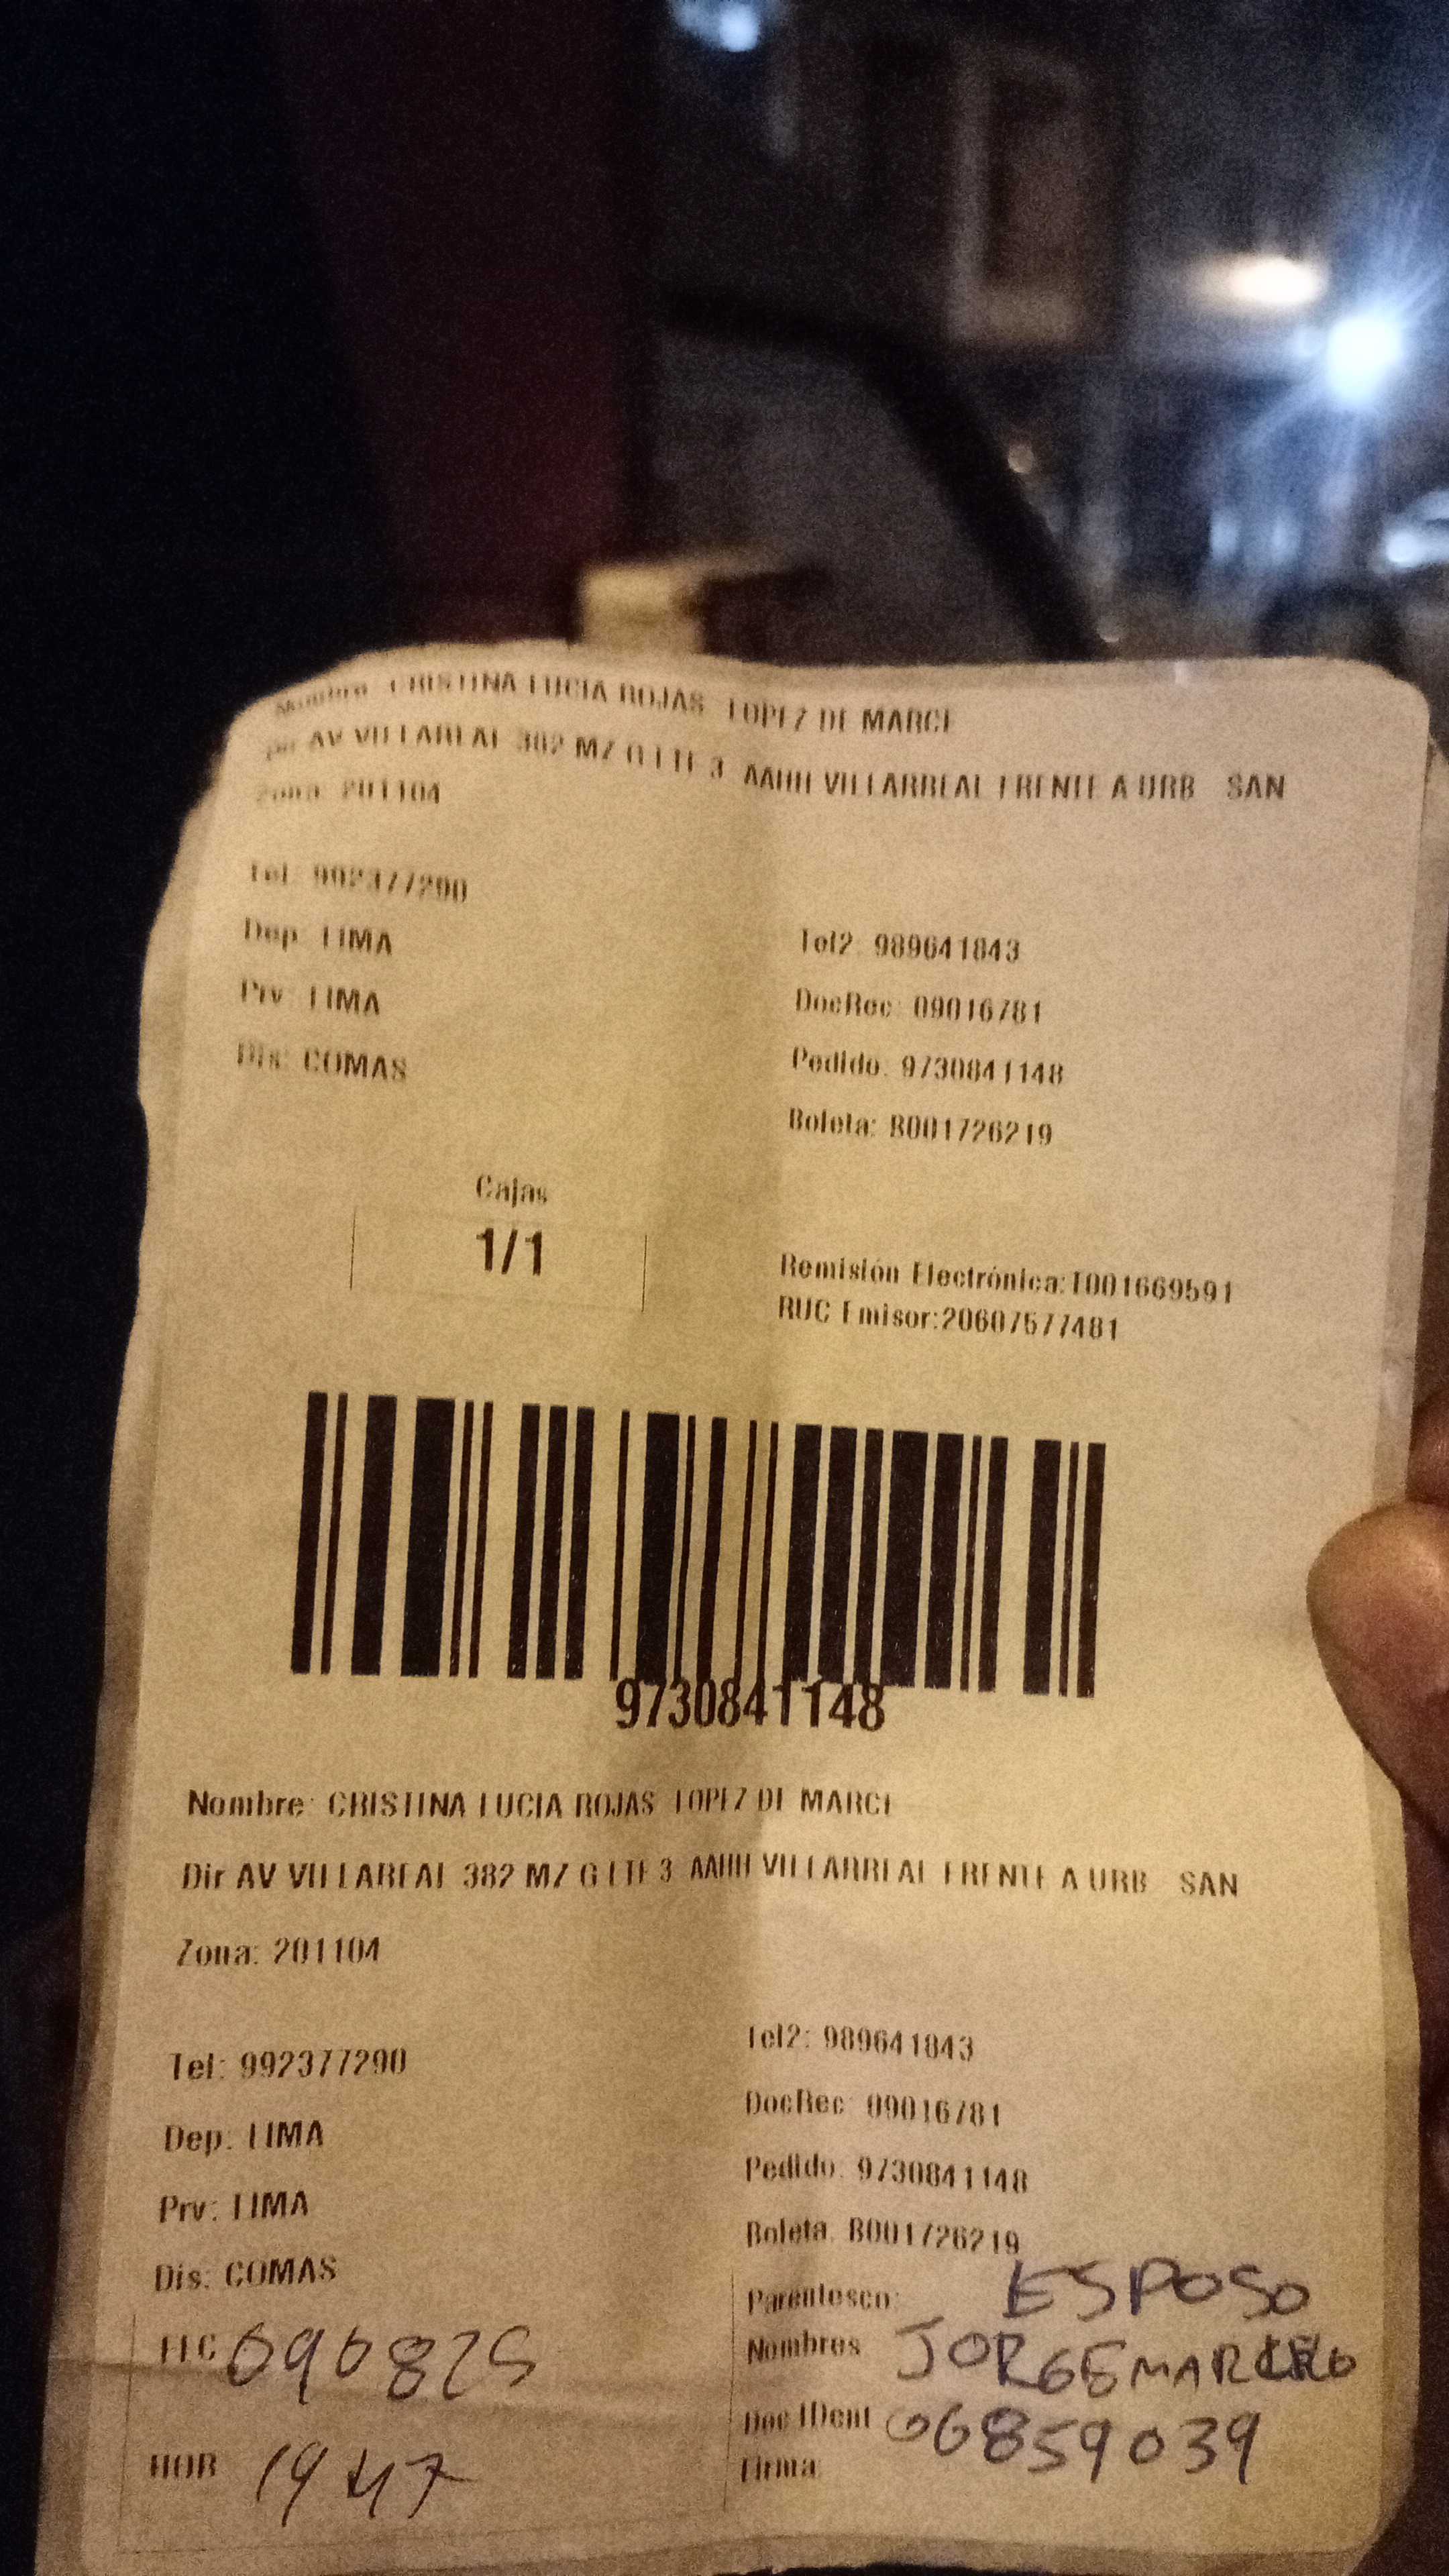 Nombre: CRISTINA LUCIA ROJAS LOPEZ DE MARCE
AV VILLAREAL 382 MZ G LTE 3 AAHH VILLARREAL FRENTE A URB SAN
Zona: 201104
Tel: 992377290
Dep: LIMA
Tel2: 989641843
Prv: LIMA
DocRec: 09016781
Dis: COMAS
Pedido: 9730841148
Boleta: B001726219
Cajas
1/1
Remisión Electrónica:T001669591
RUC Emisor:20607577481
9730841148
Nombre: CRISTINA LUCIA ROJAS LOPEZ DE MARCE
Dir AV VILLAREAL 382 MZ G LTE 3 AAHH VILLARREAL FRENTE A URB SAN
Zona: 201104
Tel: 992377290
Tel2: 989641843
Dep: LIMA
DocRec: 09016781
Prv: LIMA
Pedido: 9730841148
Dis: COMAS
Boleta: B001726219
Parentesco: ESPOSO
FEC 090825
Nombres JORGE MARCELO
Doc IDent 06859039
HOR 1947
Firma